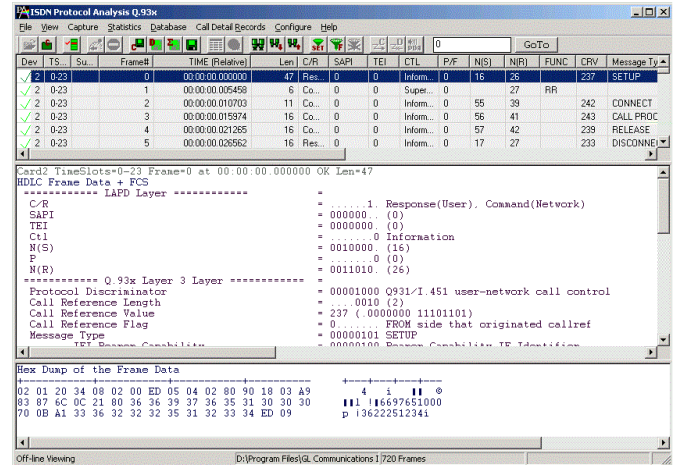 ISDN Protocol Analysis Q.93x
File View Capture Statistics Database Call Detail Records Configure Help
0 GoTo
Dev TS... Su... Frame# TIME (Relative) Len C/R SAPI TEI CTL P/F N(S) N(R) FUNC CRV Message Ty
2 0-23 0 00:00:00.000000 47 Res... 0 0 Inform... 0 16 26 237 SETUP
2 0-23 1 00:00:00.005458 6 Co... 0 0 Super... 0 27 RR
2 0-23 2 00:00:00.010703 11 Co... 0 0 Inform... 0 55 39 242 CONNECT
2 0-23 3 00:00:00.015974 16 Co... 0 0 Inform... 0 56 41 243 CALL PROC
2 0-23 4 00:00:00.021265 16 Co... 0 0 Inform... 0 57 42 239 RELEASE
2 0-23 5 00:00:00.026562 16 Res... 0 0 Inform... 0 17 27 233 DISCONNE
Card2 TimeSlots=0-23 Frame=0 at 00:00:00.000000 OK Len=47
HDLC Frame Data + FCS
============ LAPD Layer ============ =
C/R = ......1. Response(User), Command(Network)
SAPI = 000000.. (0)
TEI = 0000000. (0)
Ctl = .......0 Information
N(S) = 0010000. (16)
P = .......0 (0)
N(R) = 0011010. (26)
============ Q.93x Layer 3 Layer ============ =
Protocol Discriminator = 00001000 Q931/I.451 user-network call control
Call Reference Length = ....0010 (2)
Call Reference Value = 237 (.0000000 11101101)
Call Reference Flag = 0....... FROM side that originated callref
Message Type = 00000101 SETUP
IEI Bearer Capability = 00000100 Bearer Capability IE Identifier
Hex Dump of the Frame Data
+-----------+-----------+-----------+----------- +---+---+---+---
02 01 20 34 08 02 00 ED 05 04 02 80 90 18 03 A9 4 i ▮▮ ©
83 87 6C 0C 21 80 36 36 39 37 36 35 31 30 30 30 ▮▮l !▮6697651000
70 0B A1 33 36 32 32 32 35 31 32 33 34 ED 09 p ¡3622251234í
Off-line Viewing D:\Program Files\GL Communications I 720 Frames